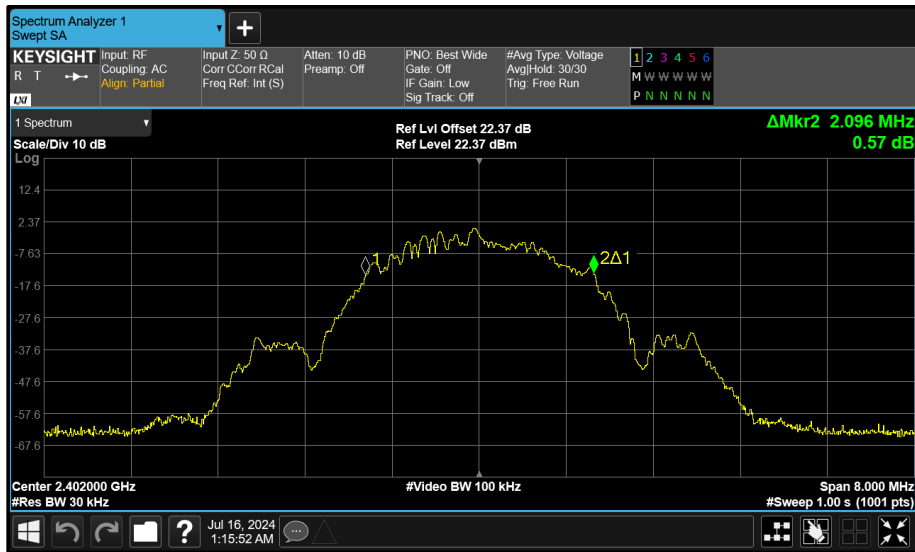 Spectrum Analyzer 1
Swept SA
KEYSIGHT
R T
LXI
Input: RF
Coupling: AC
Align: Partial
Input Z: 50 Ω
Corr CCorr RCal
Freq Ref: Int (S)
Atten: 10 dB
Preamp: Off
PNO: Best Wide
Gate: Off
IF Gain: Low
Sig Track: Off
#Avg Type: Voltage
Avg|Hold: 30/30
Trig: Free Run
1 2 3 4 5 6
M W W W W W
P N N N N N
1 Spectrum
Scale/Div 10 dB
Ref Lvl Offset 22.37 dB
Ref Level 22.37 dBm
ΔMkr2 2.096 MHz
0.57 dB
Log
12.4
2.37
-7.63
-17.6
-27.6
-37.6
-47.6
-57.6
-67.6
1
2Δ1
Center 2.402000 GHz
#Video BW 100 kHz
Span 8.000 MHz
#Res BW 30 kHz
#Sweep 1.00 s (1001 pts)
?
Jul 16, 2024
1:15:52 AM